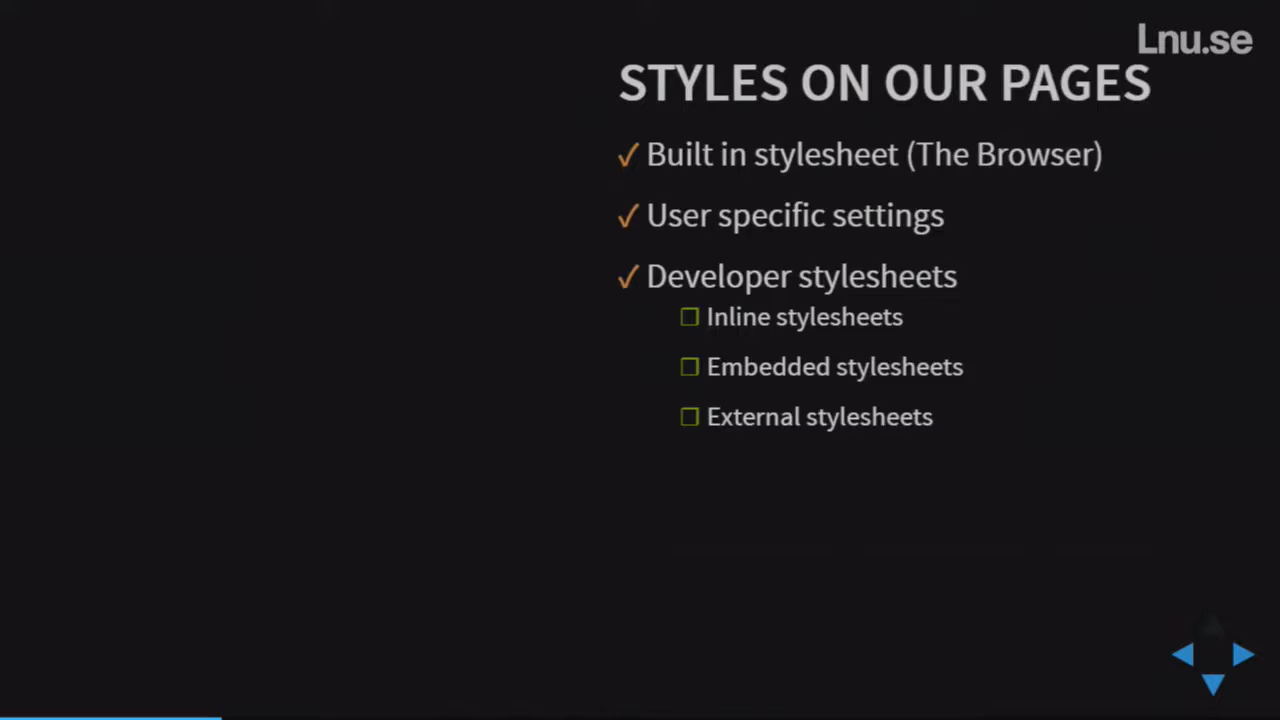 Lnu.se
STYLES ON OUR PAGES
Built in stylesheet (The Browser)
User specific settings
Developer stylesheets
Inline stylesheets
Embedded stylesheets
External stylesheets